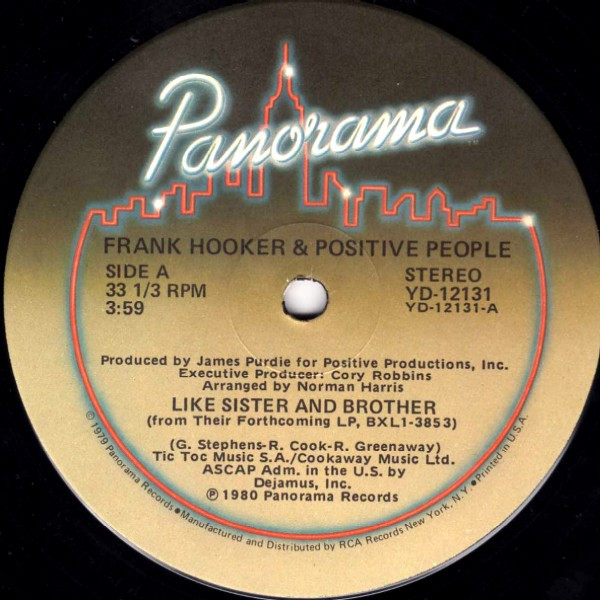 Panorama
TM
FRANK HOOKER & POSITIVE PEOPLE
SIDE A
33 1/3 RPM
3:59
STEREO
YD-12131
YD-12131-A
Produced by James Purdie for Positive Productions, Inc.
Executive Producer: Cory Robbins
Arranged by Norman Harris
LIKE SISTER AND BROTHER
(from Their Forthcoming LP, BXL1-3853)
(G. Stephens-R. Cook-R. Greenaway)
Tic Toc Music S.A./Cookaway Music Ltd.
ASCAP Adm. in the U.S. by
Dejamus, Inc.
℗ 1980 Panorama Records
© 1979 Panorama Records ● Manufactured and Distributed by RCA Records New York, N.Y. ● Printed in U.S.A.